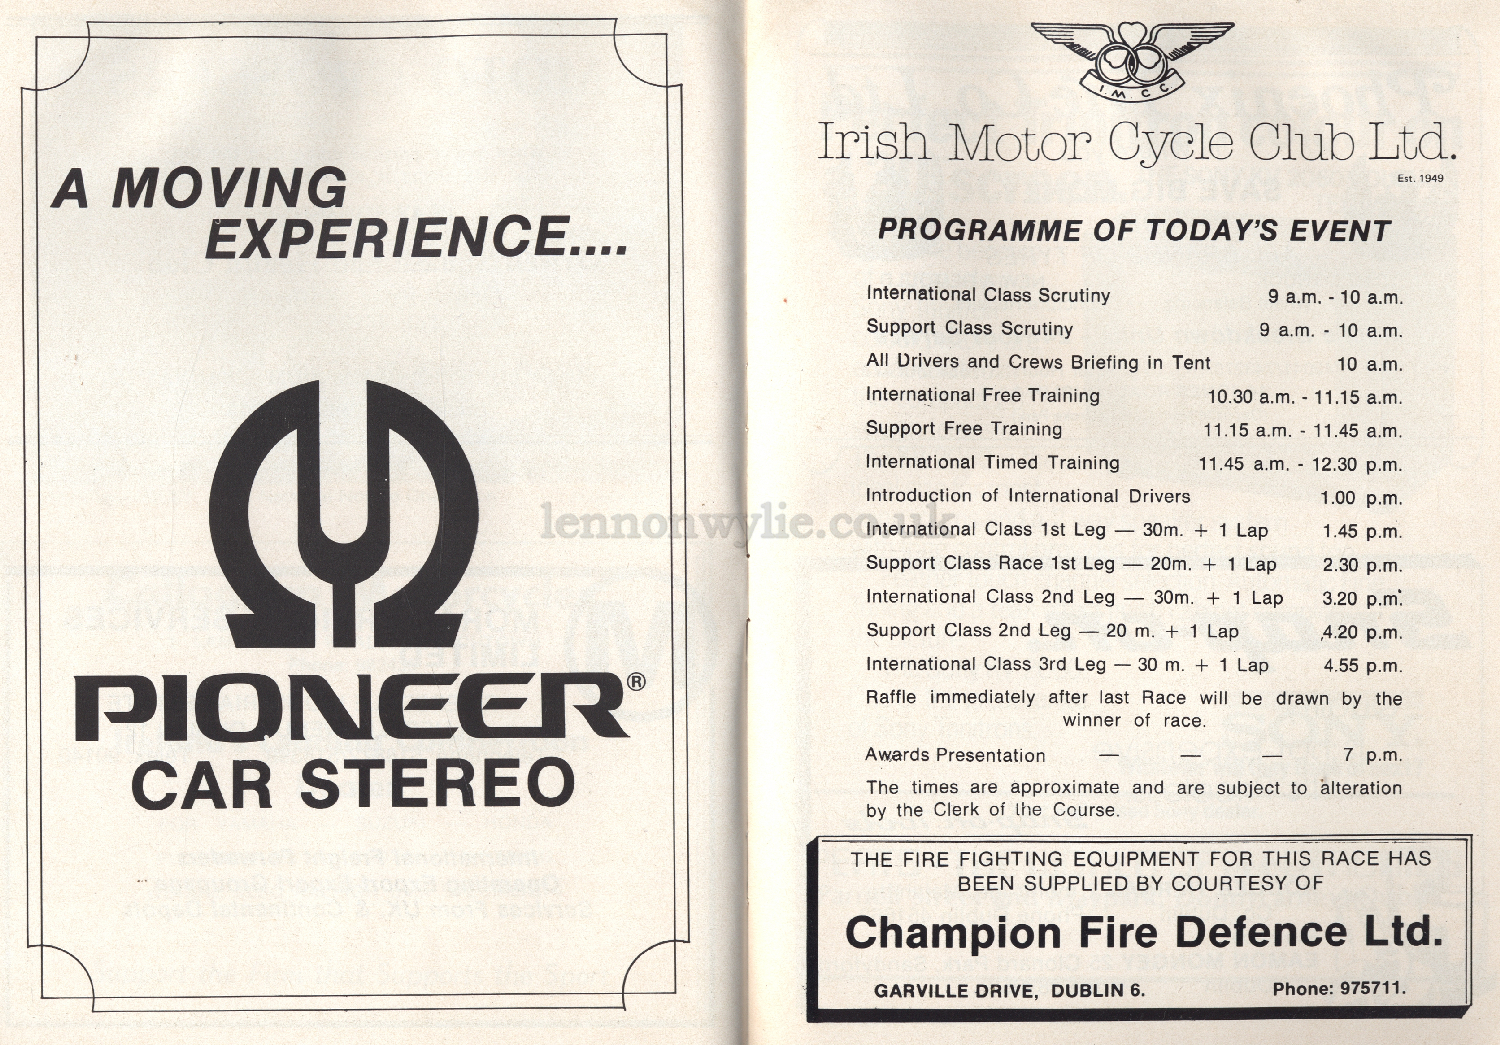 A MOVING
EXPERIENCE....
PIONEER®
CAR STEREO
I. M. C C.
Irish Motor Cycle Club Ltd.
Est. 1949
PROGRAMME OF TODAY'S EVENT
International Class Scrutiny 9 a.m. - 10 a.m.
Support Class Scrutiny 9 a.m. - 10 a.m.
All Drivers and Crews Briefing in Tent 10 a.m.
International Free Training 10.30 a.m. - 11.15 a.m.
Support Free Training 11.15 a.m. - 11.45 a.m.
International Timed Training 11.45 a.m. - 12.30 p.m.
Introduction of International Drivers 1.00 p.m.
lennonwylie.co.uk
International Class 1st Leg — 30m. + 1 Lap 1.45 p.m.
Support Class Race 1st Leg — 20m. + 1 Lap 2.30 p.m.
International Class 2nd Leg — 30m. + 1 Lap 3.20 p.m.
Support Class 2nd Leg — 20 m. + 1 Lap 4.20 p.m.
International Class 3rd Leg — 30 m. + 1 Lap 4.55 p.m.
Raffle immediately after last Race will be drawn by the
winner of race.
Awards Presentation — — — 7 p.m.
The times are approximate and are subject to alteration
by the Clerk of the Course.
THE FIRE FIGHTING EQUIPMENT FOR THIS RACE HAS
BEEN SUPPLIED BY COURTESY OF
Champion Fire Defence Ltd.
GARVILLE DRIVE, DUBLIN 6. Phone: 975711.